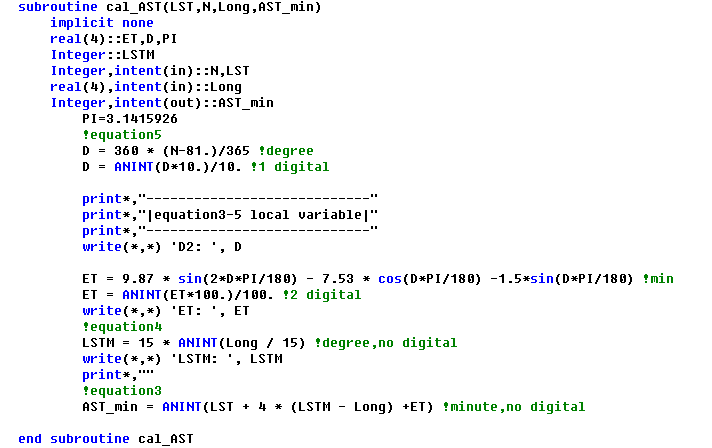 subroutine cal_AST(LST,N,Long,AST_min)
    implicit none
    real(4)::ET,D,PI
    Integer::LSTM
    Integer,intent(in)::N,LST
    real(4),intent(in)::Long
    Integer,intent(out)::AST_min
        PI=3.1415926
        !equation5
        D = 360 * (N-81.)/365 !degree
        D = ANINT(D*10.)/10. !1 digital
        print*,"----------------------------"
        print*,"|equation3-5 local variable|"
        print*,"----------------------------"
        write(*,*) 'D2: ', D
        ET = 9.87 * sin(2*D*PI/180) - 7.53 * cos(D*PI/180) -1.5*sin(D*PI/180) !min
        ET = ANINT(ET*100.)/100. !2 digital
        write(*,*) 'ET: ', ET
        !equation4
        LSTM = 15 * ANINT(Long / 15) !degree,no digital
        write(*,*) 'LSTM: ', LSTM
        print*,""
        !equation3
        AST_min = ANINT(LST + 4 * (LSTM - Long) +ET) !minute,no digital
end subroutine cal_AST